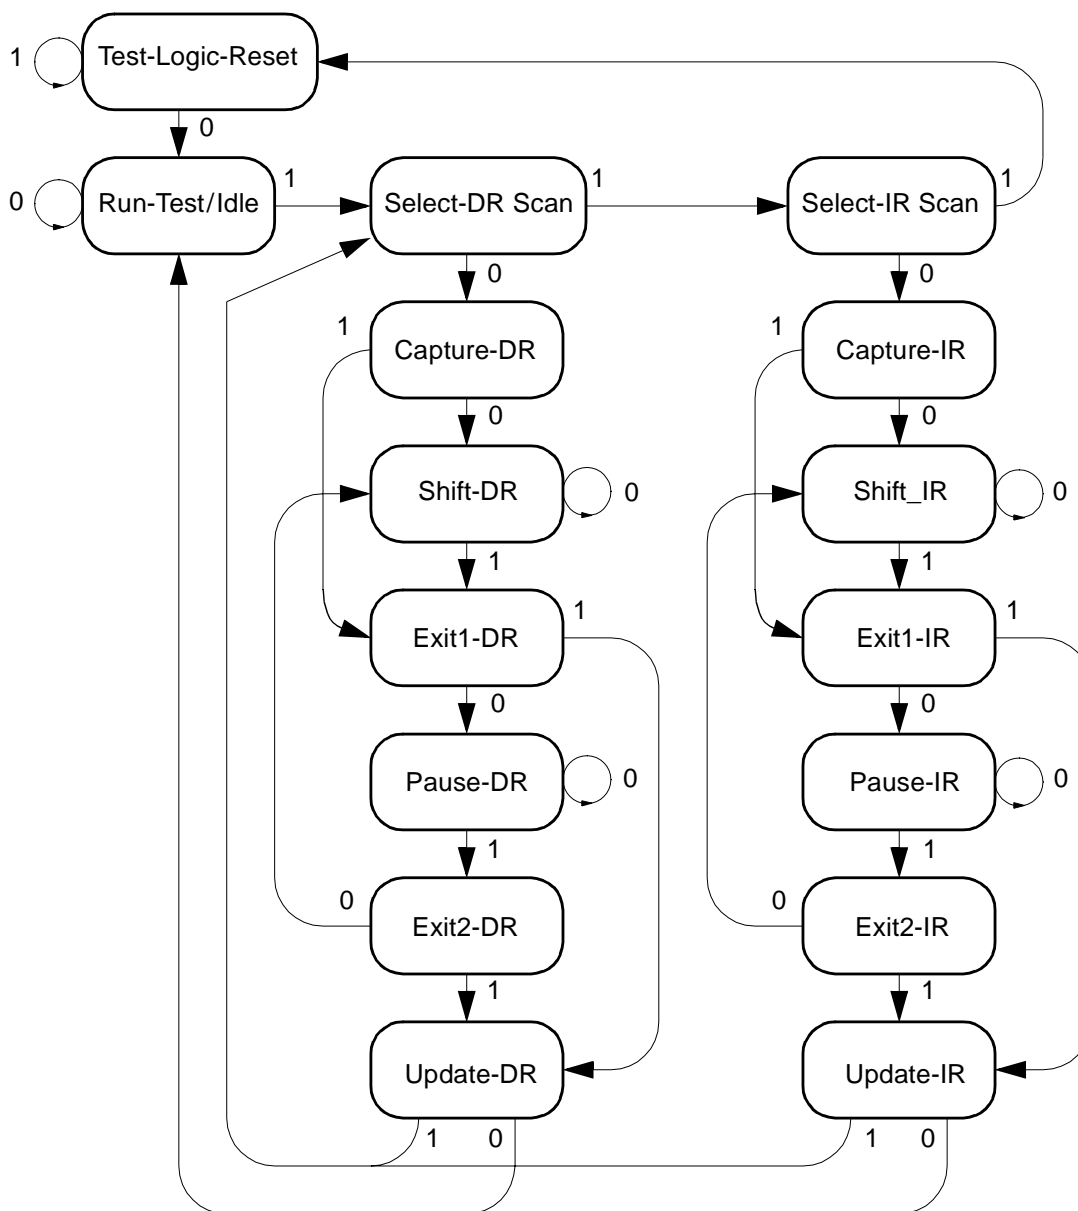 1
Test-Logic-Reset
0
0
Run-Test/Idle
1
Select-DR Scan
1
Select-IR Scan
1
0
0
1
Capture-DR
1
Capture-IR
0
0
Shift-DR
0
Shift_IR
0
1
1
Exit1-DR
1
Exit1-IR
1
0
0
Pause-DR
0
Pause-IR
0
1
1
0
Exit2-DR
0
Exit2-IR
1
1
Update-DR
Update-IR
1
0
1
0